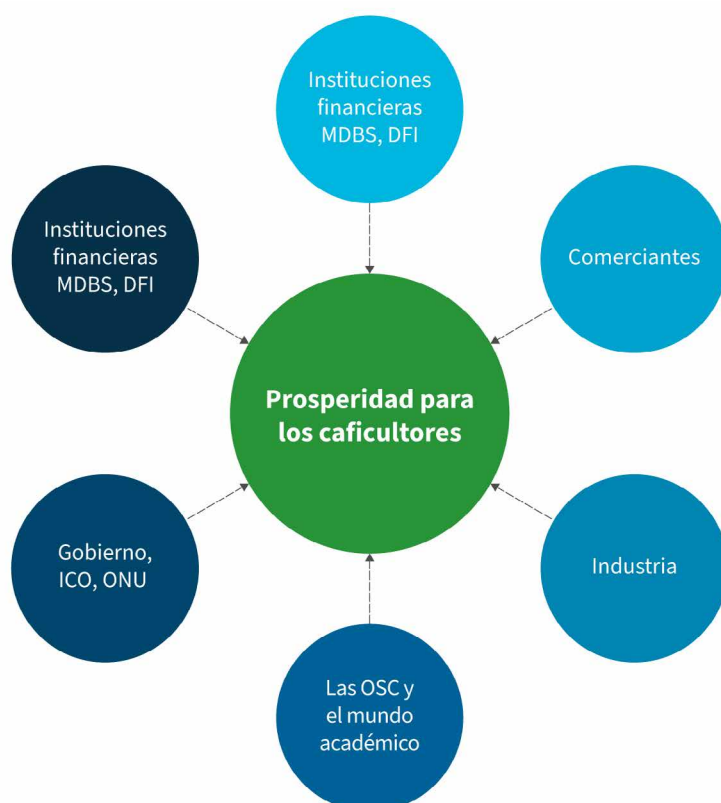 Instituciones
financieras
MDBS, DFI
Instituciones
financieras
MDBS, DFI
Comerciantes
Prosperidad para
los caficultores
Gobierno,
ICO, ONU
Industria
Las OSC y
el mundo
académico